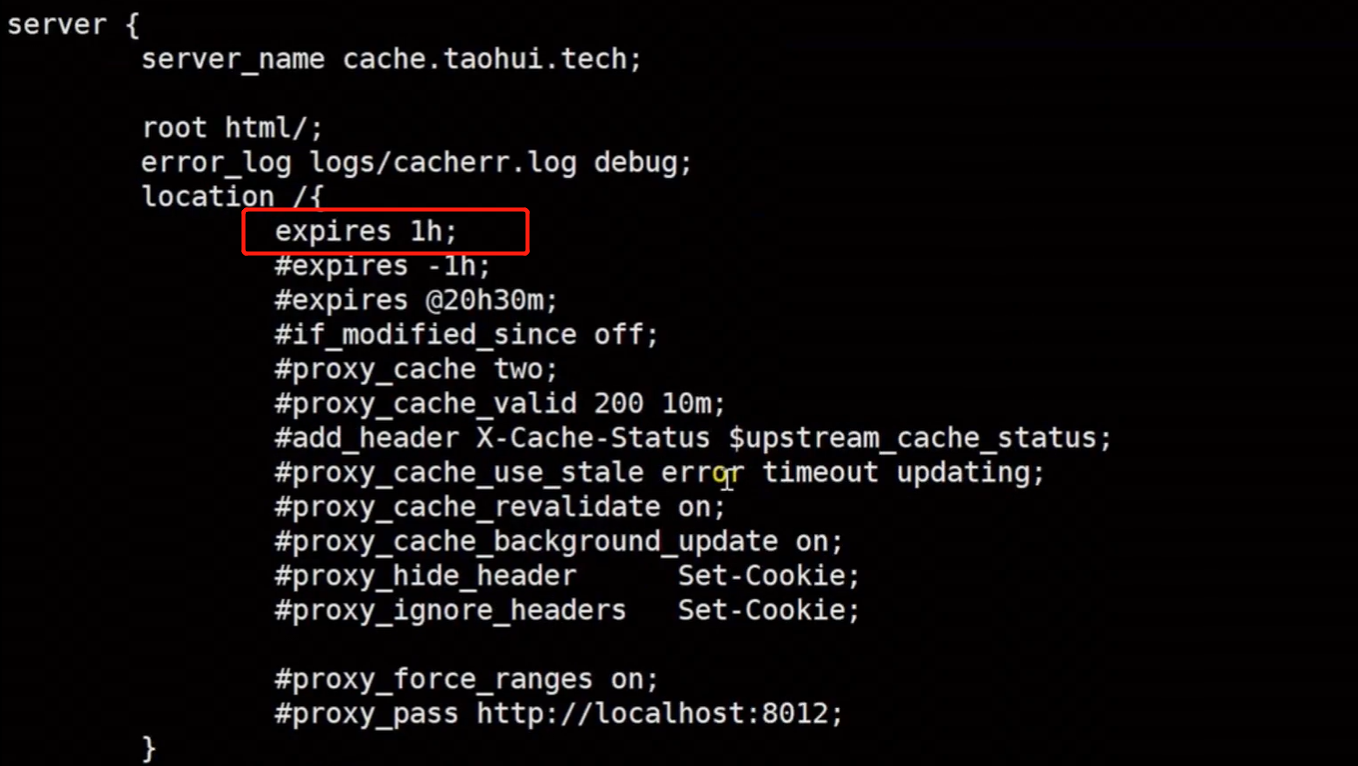 server {
server_name cache.taohui.tech;
root html/;
error_log logs/cacherr.log debug;
location /{
expires 1h;
#expires -1h;
#expires @20h30m;
#if_modified_since off;
#proxy_cache two;
#proxy_cache_valid 200 10m;
#add_header X-Cache-Status $upstream_cache_status;
#proxy_cache_use_stale error timeout updating;
#proxy_cache_revalidate on;
#proxy_cache_background_update on;
#proxy_hide_header Set-Cookie;
#proxy_ignore_headers Set-Cookie;
#proxy_force_ranges on;
#proxy_pass http://localhost:8012;
}